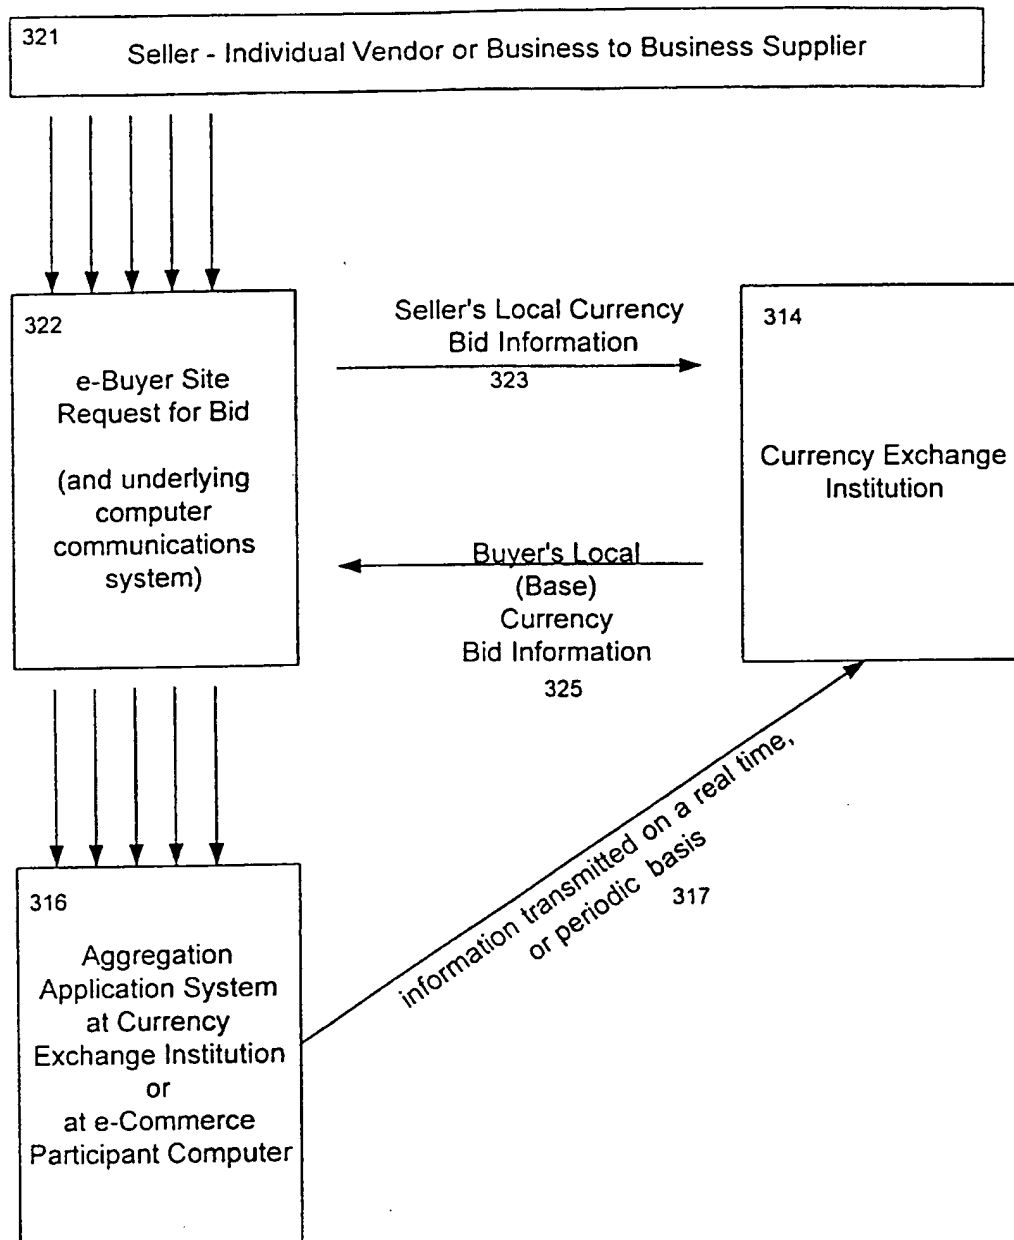 321
Seller - Individual Vendor or Business to Business Supplier
322
e-Buyer Site
Request for Bid
(and underlying
computer
communications
system)
Seller's Local Currency
Bid Information
323
314
Currency Exchange
Institution
Buyer's Local
(Base)
Currency
Bid Information
325
information transmitted on a real time,
or periodic basis
317
316
Aggregation
Application System
at Currency
Exchange Institution
or
at e-Commerce
Participant Computer